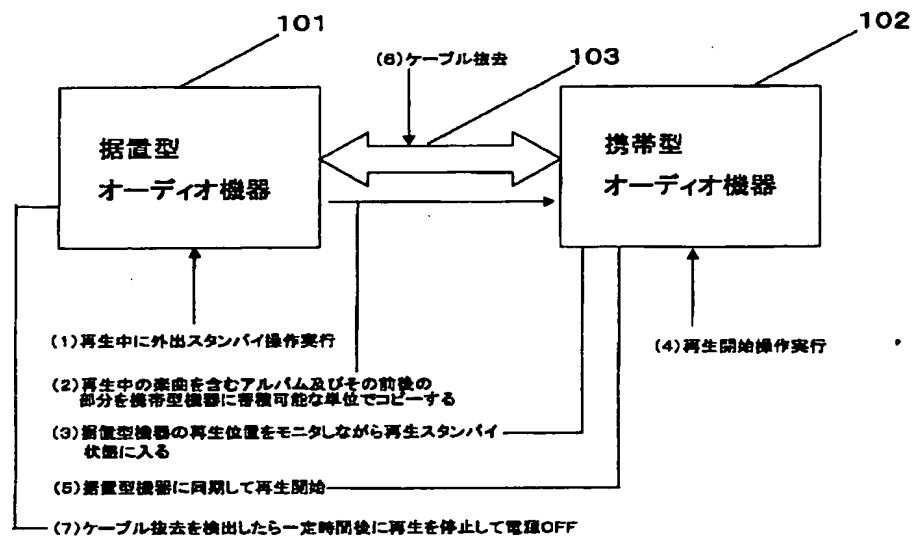 101
102
103
(6)ケーブル抜去
据置型
オーディオ機器
携帯型
オーディオ機器
(1)再生中に外出スタンバイ操作実行
(4)再生開始操作実行
(2)再生中の楽曲を含むアルバム及びその前後の
部分を携帯型機器に蓄積可能な単位でコピーする
(3)据置型機器の再生位置をモニタしながら再生スタンバイ
状態に入る
(5)据置型機器に同期して再生開始
(7)ケーブル抜去を検出したら一定時間後に再生を停止して電源OFF